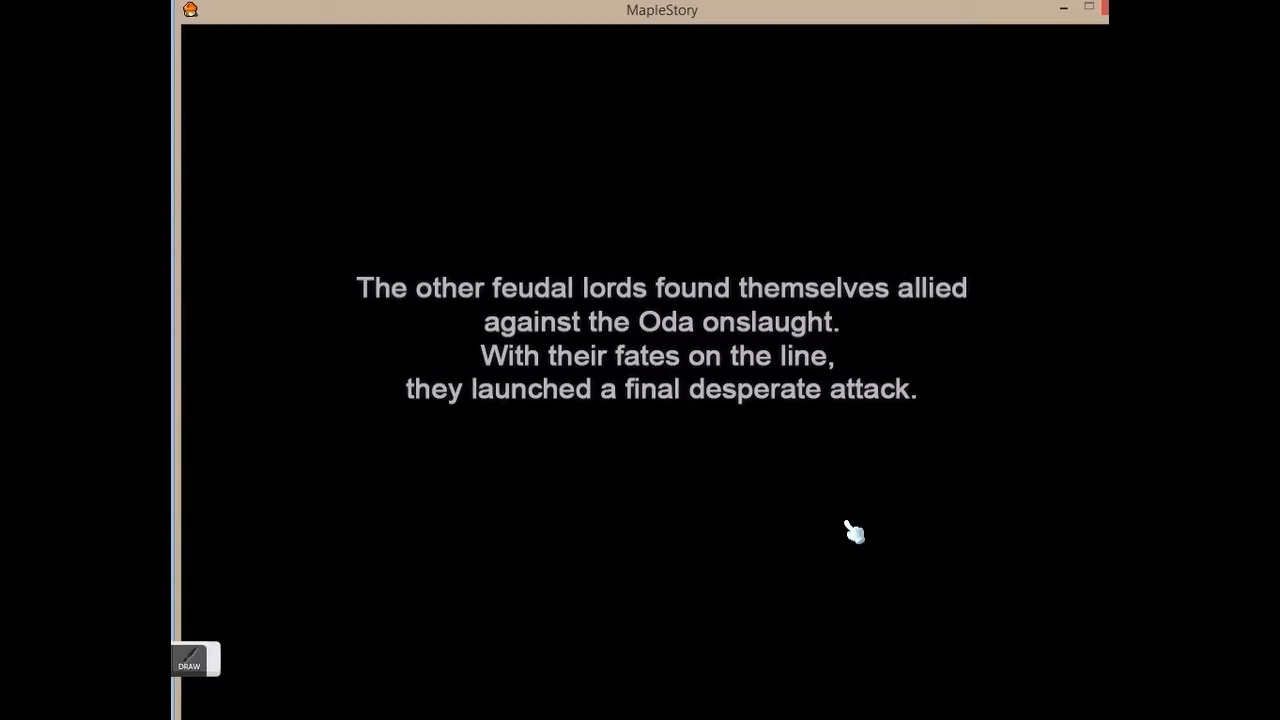 MapleStory
The other feudal lords found themselves allied
against the Oda onslaught.
With their fates on the line,
they launched a final desperate attack.
DRAW